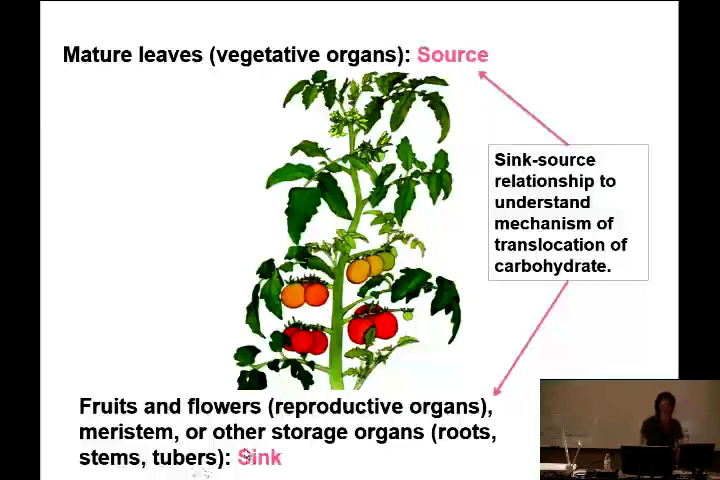 Mature leaves (vegetative organs): Source
Sink-source
relationship to
understand
mechanism of
translocation of
carbohydrate.
Fruits and flowers (reproductive organs),
meristem, or other storage organs (roots,
stems, tubers): Sink